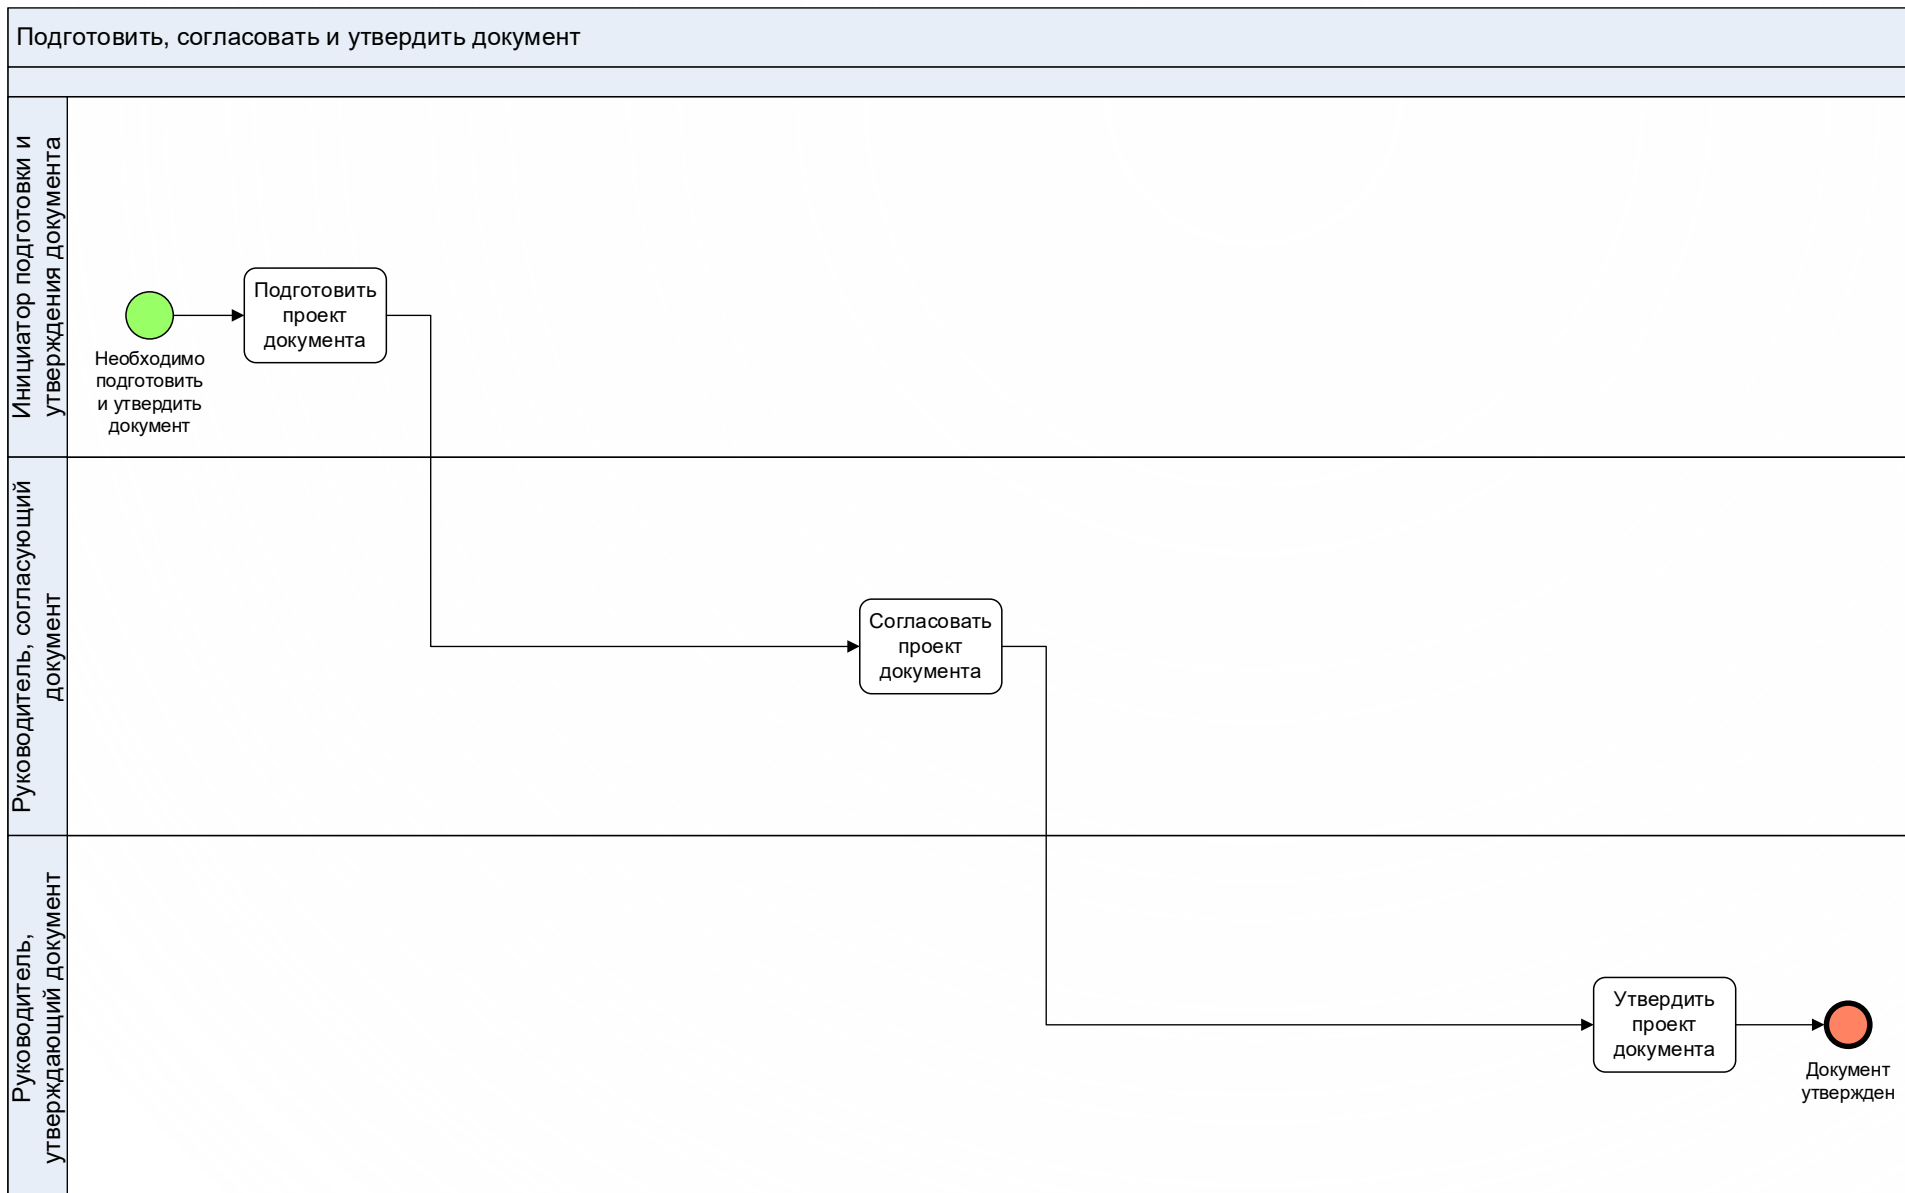 Подготовить, согласовать и утвердить документ
Инициатор подготовки и
утверждения документа
Необходимо
подготовить
и утвердить
документ
Подготовить
проект
документа
Руководитель, согласующий
документ
Согласовать
проект
документа
Руководитель,
утверждающий документ
Утвердить
проект
документа
Документ
утвержден